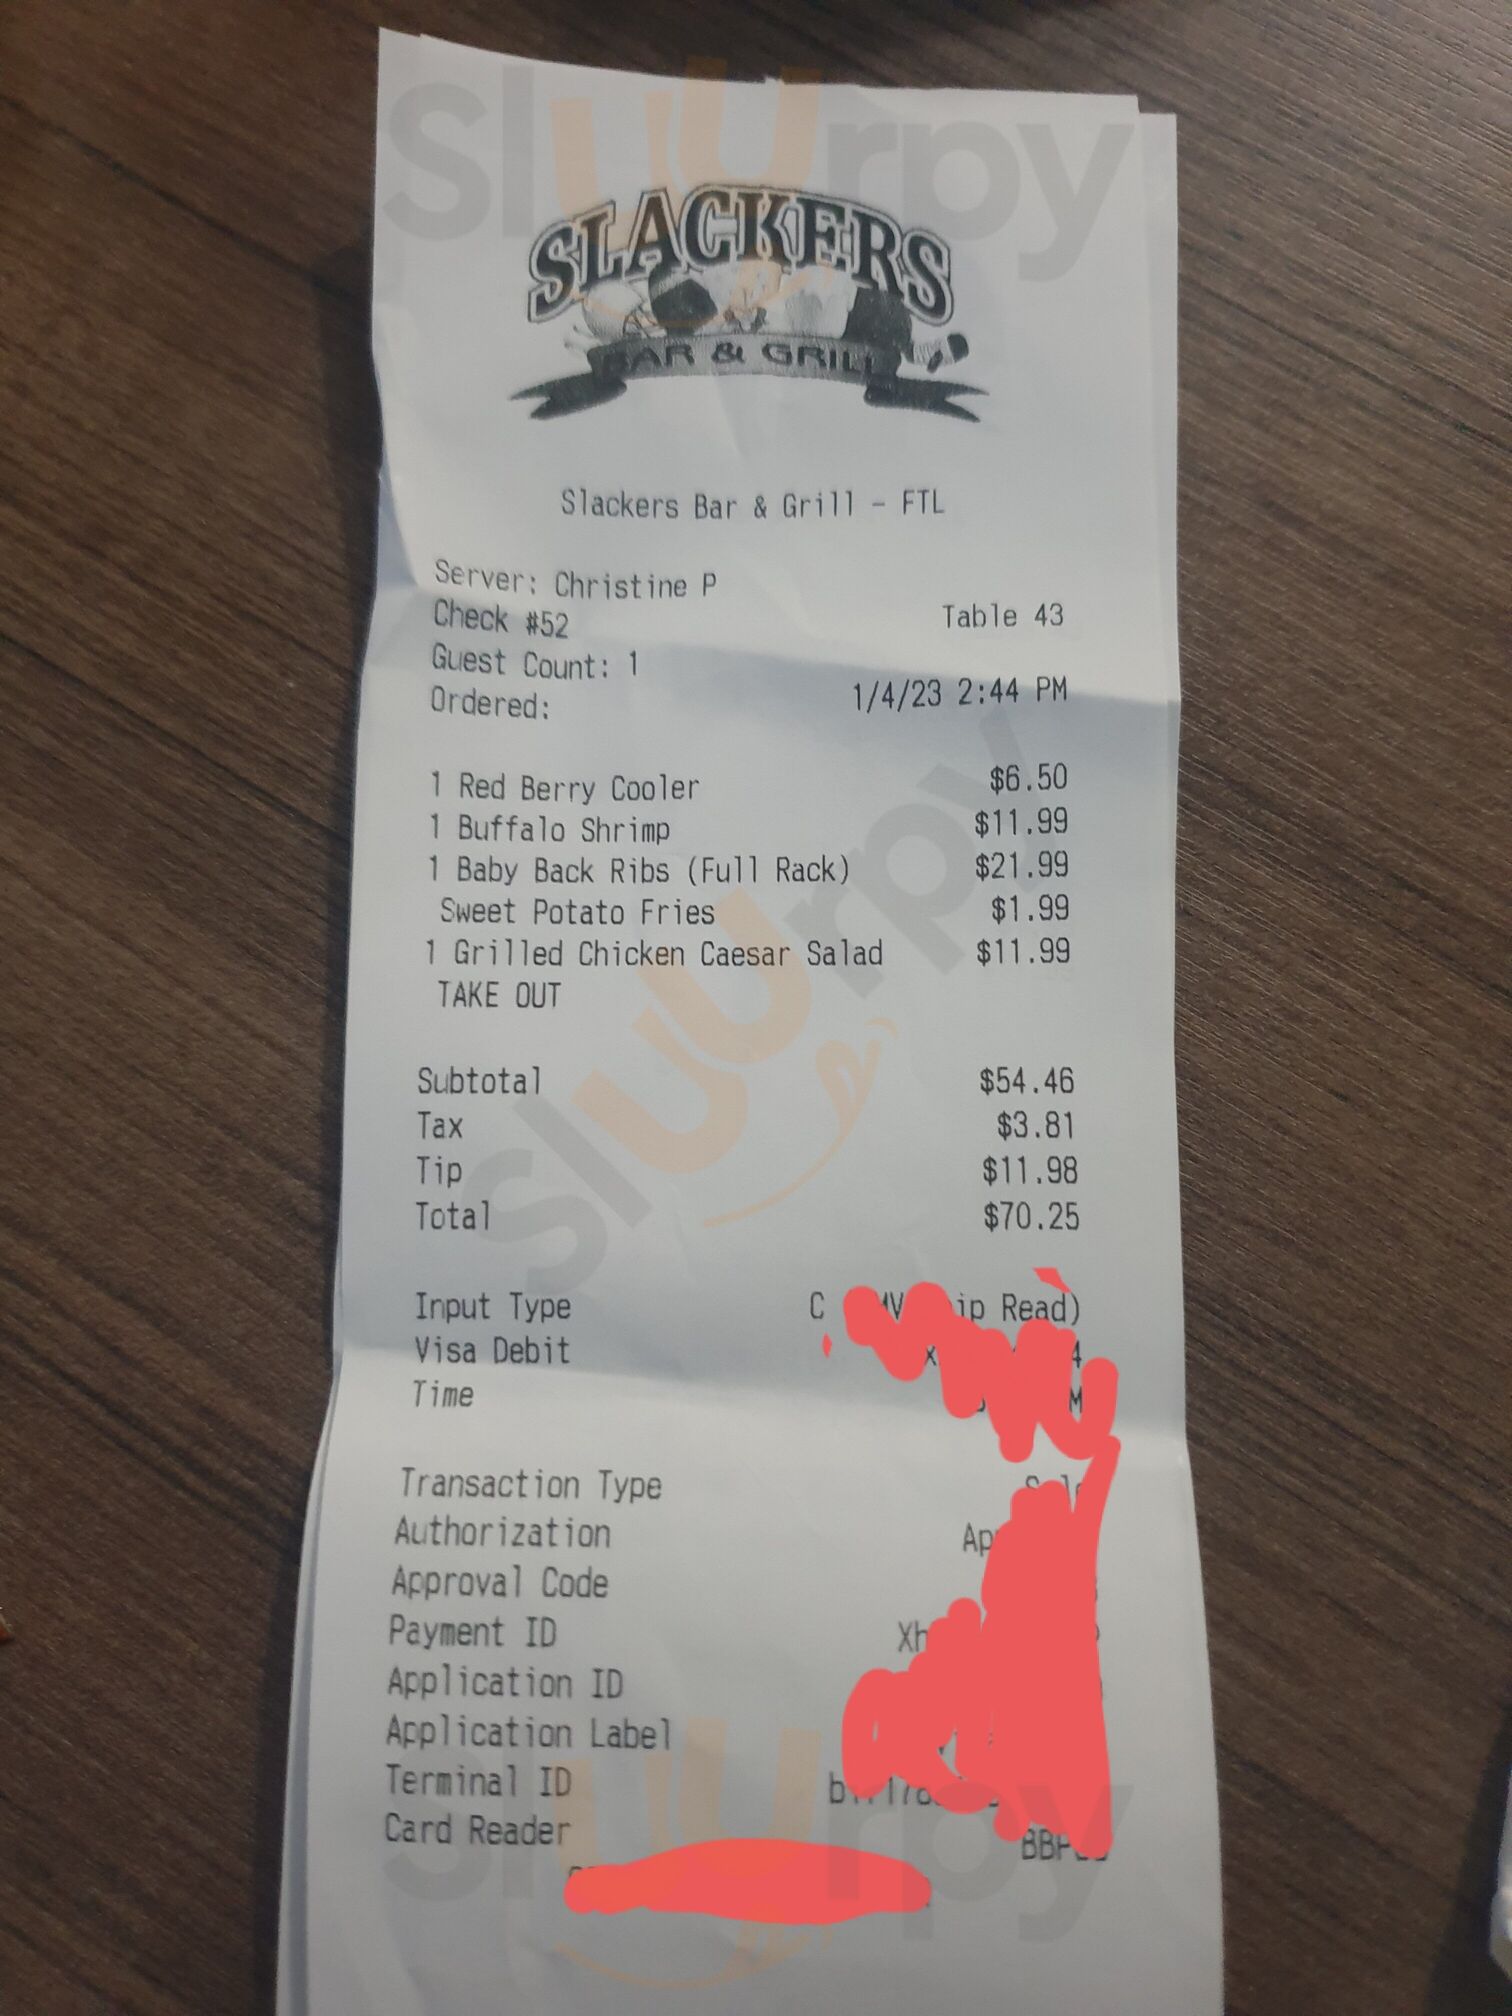 SLUUrpy
SLACKERS
BAR & GRILL
Slackers Bar & Grill - FTL
Server: Christine P
Check #52 Table 43
Guest Count: 1
Ordered: 1/4/23 2:44 PM
1 Red Berry Cooler $6.50
1 Buffalo Shrimp $11.99
1 Baby Back Ribs (Full Rack) $21.99
Sweet Potato Fries $1.99
1 Grilled Chicken Caesar Salad $11.99
TAKE OUT
sluurpy
Subtotal $54.46
Tax $3.81
Tip $11.98
Total $70.25
Input Type Read)
Visa Debit
Time
Transaction Type
Authorization
Approval Code
Payment ID
Application ID
Application Label
Terminal ID
Card Reader
sluurpy